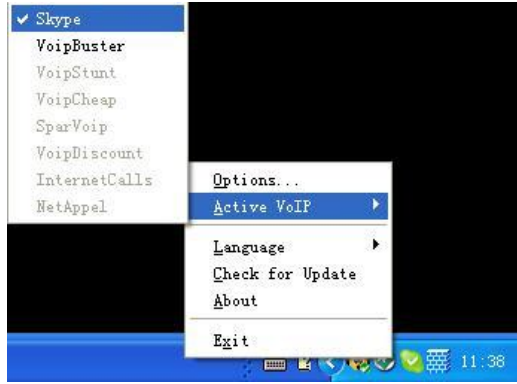 Skype
VoipBuster
VoipStunt
VoipCheap
SparVoip
VoipDiscount
InternetCalls
NetAppel
Options...
Active VoIP
Language
Check for Update
About
Exit
11:38